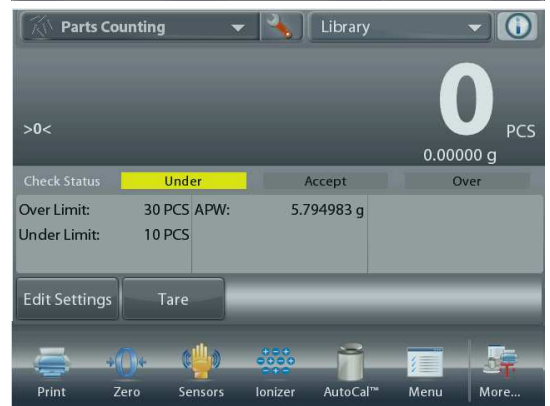 Parts Counting
Library
0
>0<
PCS
0.00000 g
Check Status Under Accept Over
Over Limit: 30 PCS APW: 5.794983 g
Under Limit: 10 PCS
Edit Settings Tare
Print Zero Sensors Ionizer AutoCal™ Menu More...